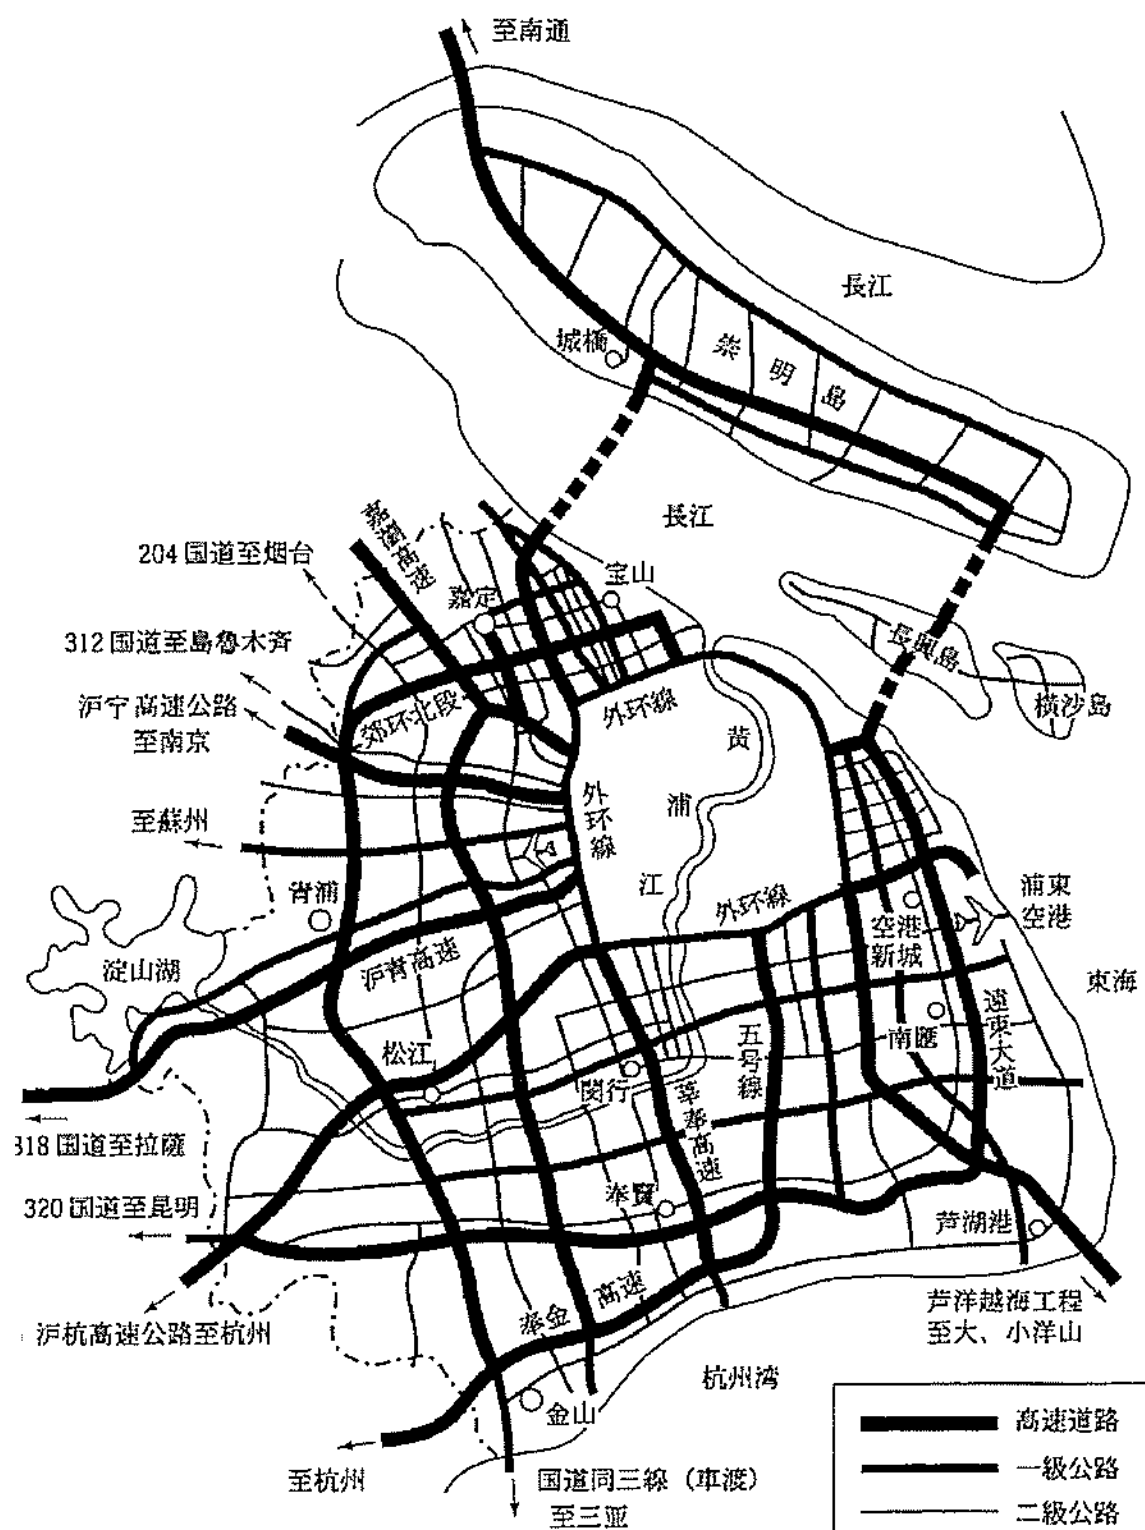 至南通
長江
城橋
崇明島
長江
嘉瀏高速
204国道至烟台
宝山
嘉定
312国道至島魯木斉
長興島
横沙島
沪宁高速公路
至南京
郊环北段
外环線
黄浦江
外环線
至蘇州
青浦
外环線
浦東
空港
空港
新城
淀山湖
沪青高速
東海
遠東大道
南匯
五号線
松江
閔行
莘奉高速
318国道至拉薩
320国道至昆明
奉賢
芦湖港
奉金高速
芦洋越海工程
至大、小洋山
沪杭高速公路至杭州
杭州湾
金山
至杭州
国道同三線（車渡）
至三亜
高速道路
一級公路
二級公路